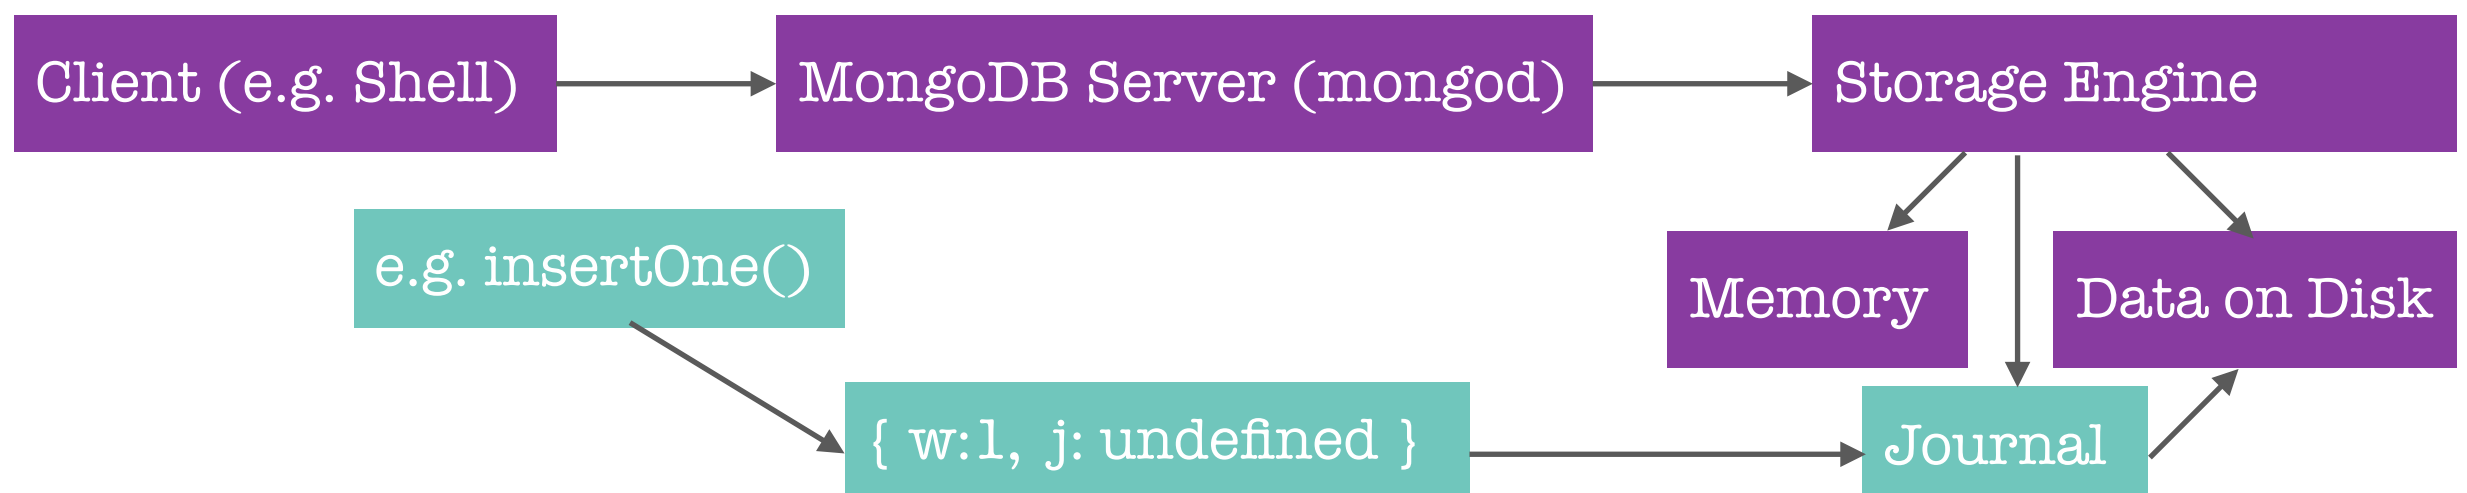 Client (e.g. Shell)
MongoDB Server (mongod)
Storage Engine
e.g. insertOne()
Memory
Data on Disk
{ w:1, j: undefined }
Journal